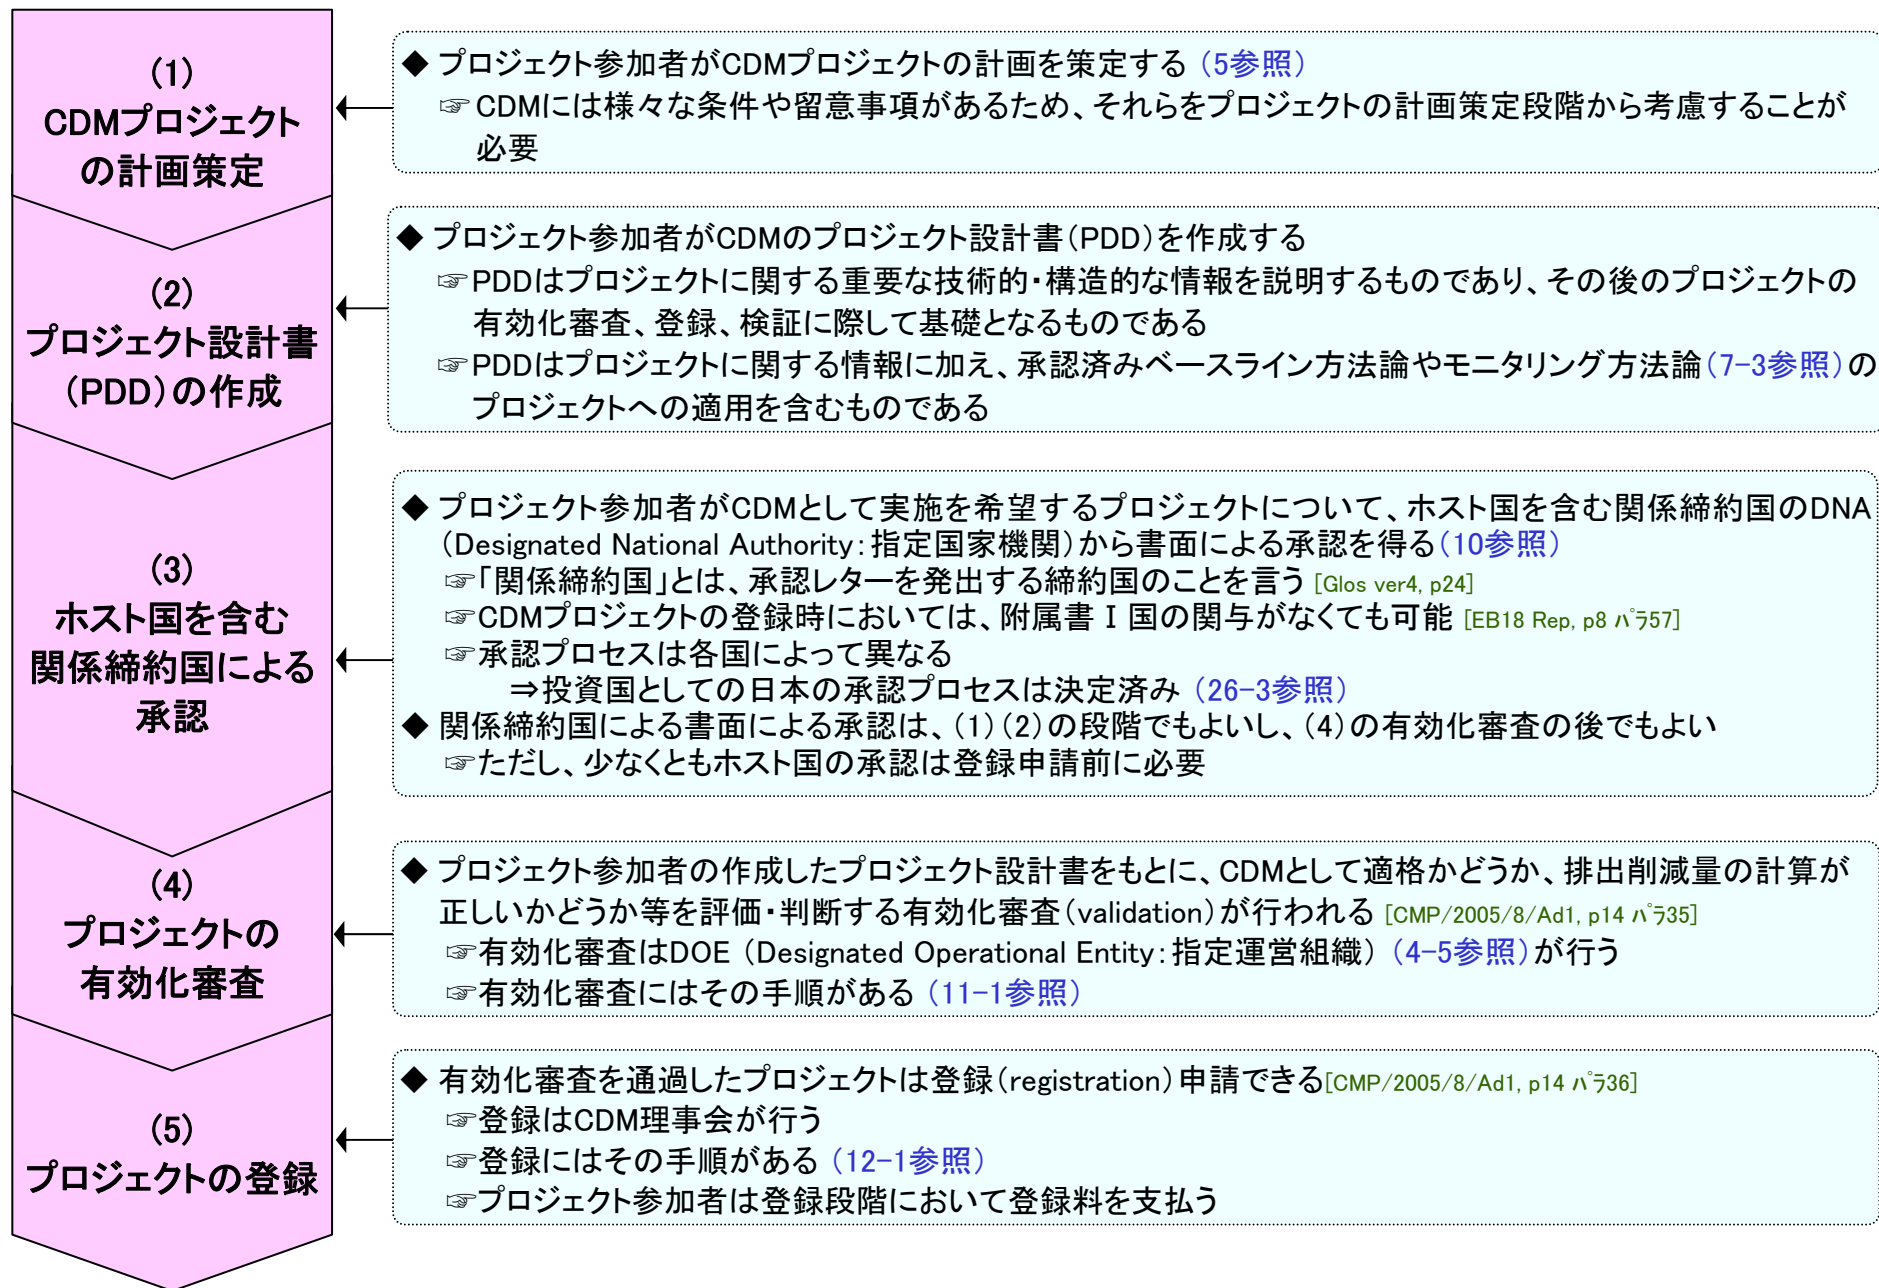 (1)
CDMプロジェクト
の計画策定
◆ プロジェクト参加者がCDMプロジェクトの計画を策定する (5参照)
☞CDMには様々な条件や留意事項があるため、それらをプロジェクトの計画策定段階から考慮することが
必要
(2)
プロジェクト設計書
(PDD)の作成
◆ プロジェクト参加者がCDMのプロジェクト設計書(PDD)を作成する
☞PDDはプロジェクトに関する重要な技術的・構造的な情報を説明するものであり、その後のプロジェクトの
有効化審査、登録、検証に際して基礎となるものである
☞PDDはプロジェクトに関する情報に加え、承認済みベースライン方法論やモニタリング方法論(7-3参照)の
プロジェクトへの適用を含むものである
(3)
ホスト国を含む
関係締約国による
承認
◆ プロジェクト参加者がCDMとして実施を希望するプロジェクトについて、ホスト国を含む関係締約国のDNA
(Designated National Authority:指定国家機関)から書面による承認を得る(10参照)
☞「関係締約国」とは、承認レターを発出する締約国のことを言う [Glos ver4, p24]
☞CDMプロジェクトの登録時においては、附属書Ⅰ国の関与がなくても可能 [EB18 Rep, p8 パラ57]
☞承認プロセスは各国によって異なる
⇒投資国としての日本の承認プロセスは決定済み (26-3参照)
◆ 関係締約国による書面による承認は、(1)(2)の段階でもよいし、(4)の有効化審査の後でもよい
☞ただし、少なくともホスト国の承認は登録申請前に必要
(4)
プロジェクトの
有効化審査
◆ プロジェクト参加者の作成したプロジェクト設計書をもとに、CDMとして適格かどうか、排出削減量の計算が
正しいかどうか等を評価・判断する有効化審査(validation)が行われる [CMP/2005/8/Ad1, p14 パラ35]
☞有効化審査はDOE (Designated Operational Entity:指定運営組織) (4-5参照)が行う
☞有効化審査にはその手順がある (11-1参照)
(5)
プロジェクトの登録
◆ 有効化審査を通過したプロジェクトは登録(registration)申請できる[CMP/2005/8/Ad1, p14 パラ36]
☞登録はCDM理事会が行う
☞登録にはその手順がある (12-1参照)
☞プロジェクト参加者は登録段階において登録料を支払う